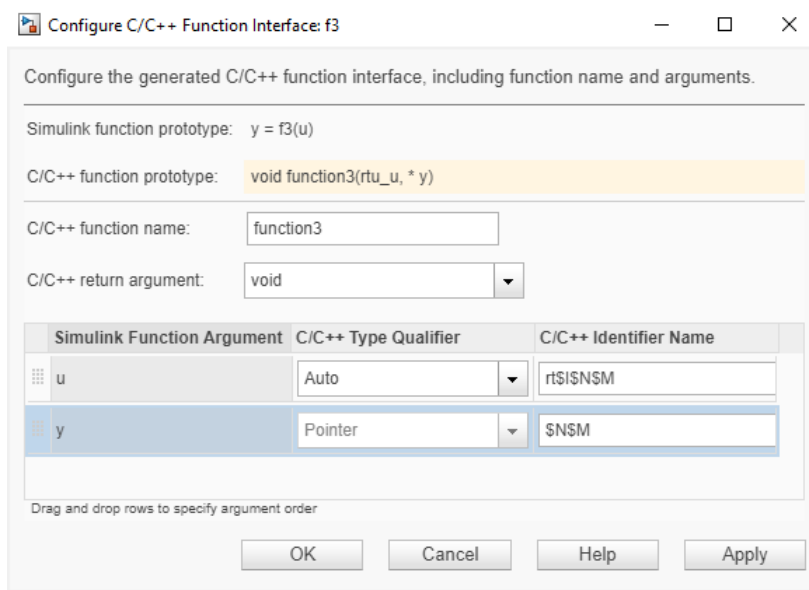 Configure C/C++ Function Interface: f3
Configure the generated C/C++ function interface, including function name and arguments.
Simulink function prototype: y = f3(u)
C/C++ function prototype: void function3(rtu_u, * y)
C/C++ function name: function3
C/C++ return argument: void
Simulink Function Argument C/C++ Type Qualifier C/C++ Identifier Name
u Auto rt$I$N$M
y Pointer $N$M
Drag and drop rows to specify argument order
OK Cancel Help Apply